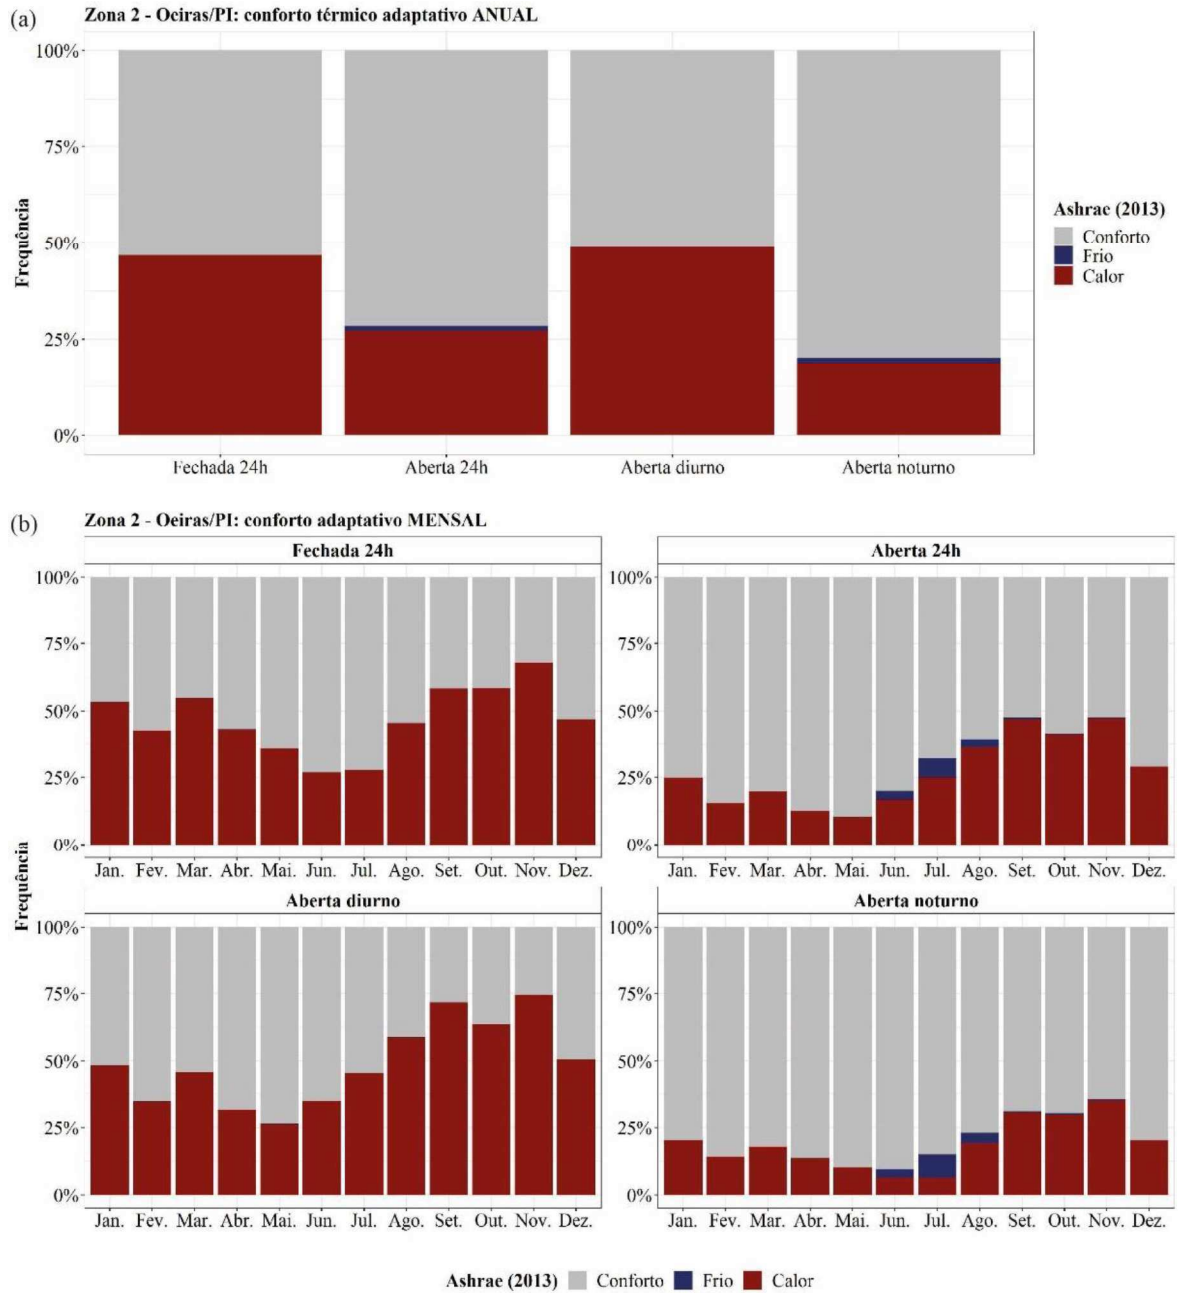 (a) Zona 2 - Oeiras/PI: conforto térmico adaptativo ANUAL
100%
75%
50%
25%
0%
Frequência
Fechada 24h Aberta 24h Aberta diurno Aberta noturno
Ashrae (2013)
Conforto
Frio
Calor
(b) Zona 2 - Oeiras/PI: conforto adaptativo MENSAL
Fechada 24h
100%
75%
50%
25%
0%
Jan. Fev. Mar. Abr. Mai. Jun. Jul. Ago. Set. Out. Nov. Dez.
Aberta 24h
100%
75%
50%
25%
0%
Jan. Fev. Mar. Abr. Mai. Jun. Jul. Ago. Set. Out. Nov. Dez.
Frequência
Aberta diurno
100%
75%
50%
25%
0%
Jan. Fev. Mar. Abr. Mai. Jun. Jul. Ago. Set. Out. Nov. Dez.
Aberta noturno
100%
75%
50%
25%
0%
Jan. Fev. Mar. Abr. Mai. Jun. Jul. Ago. Set. Out. Nov. Dez.
Ashrae (2013) Conforto Frio Calor